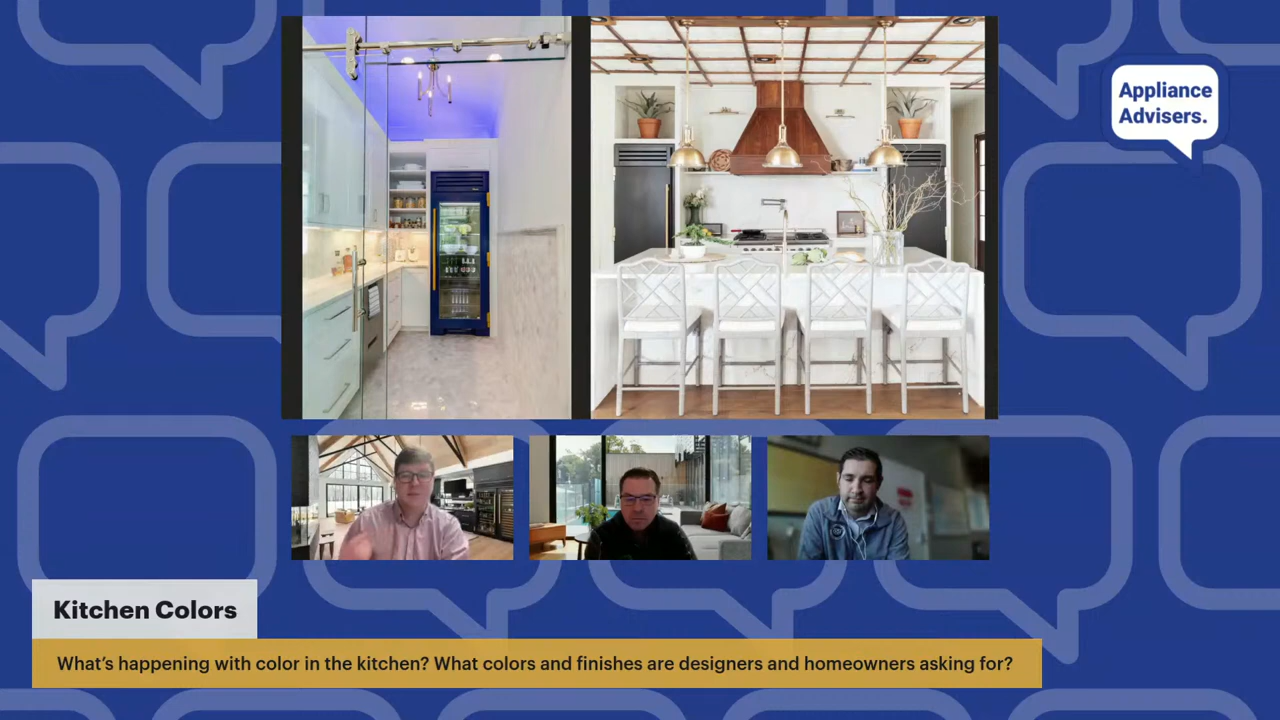 Appliance
Advisers.
Kitchen Colors
What's happening with color in the kitchen? What colors and finishes are designers and homeowners asking for?